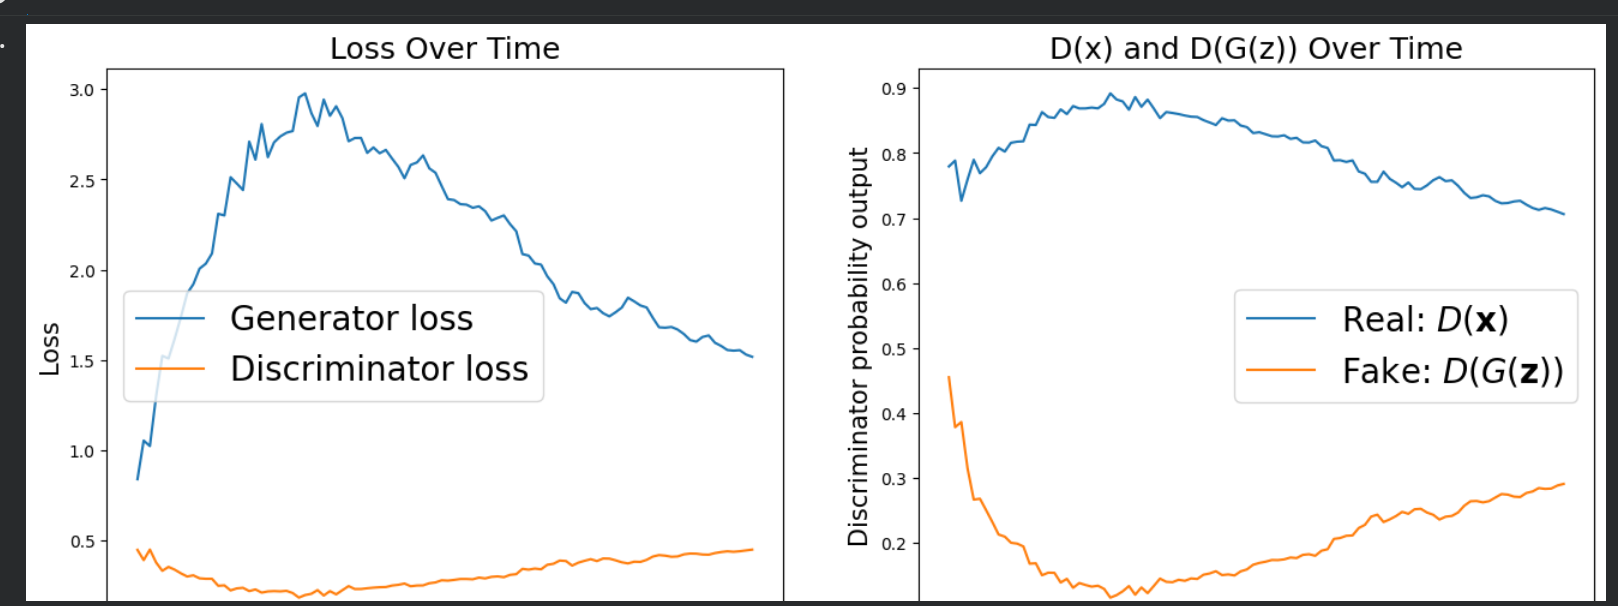 Loss Over Time
3.0
2.5
2.0
1.5
1.0
0.5
Loss
Generator loss
Discriminator loss
D(x) and D(G(z)) Over Time
0.9
0.8
0.7
0.6
0.5
0.4
0.3
0.2
Discriminator probability output
Real: D(x)
Fake: D(G(z))